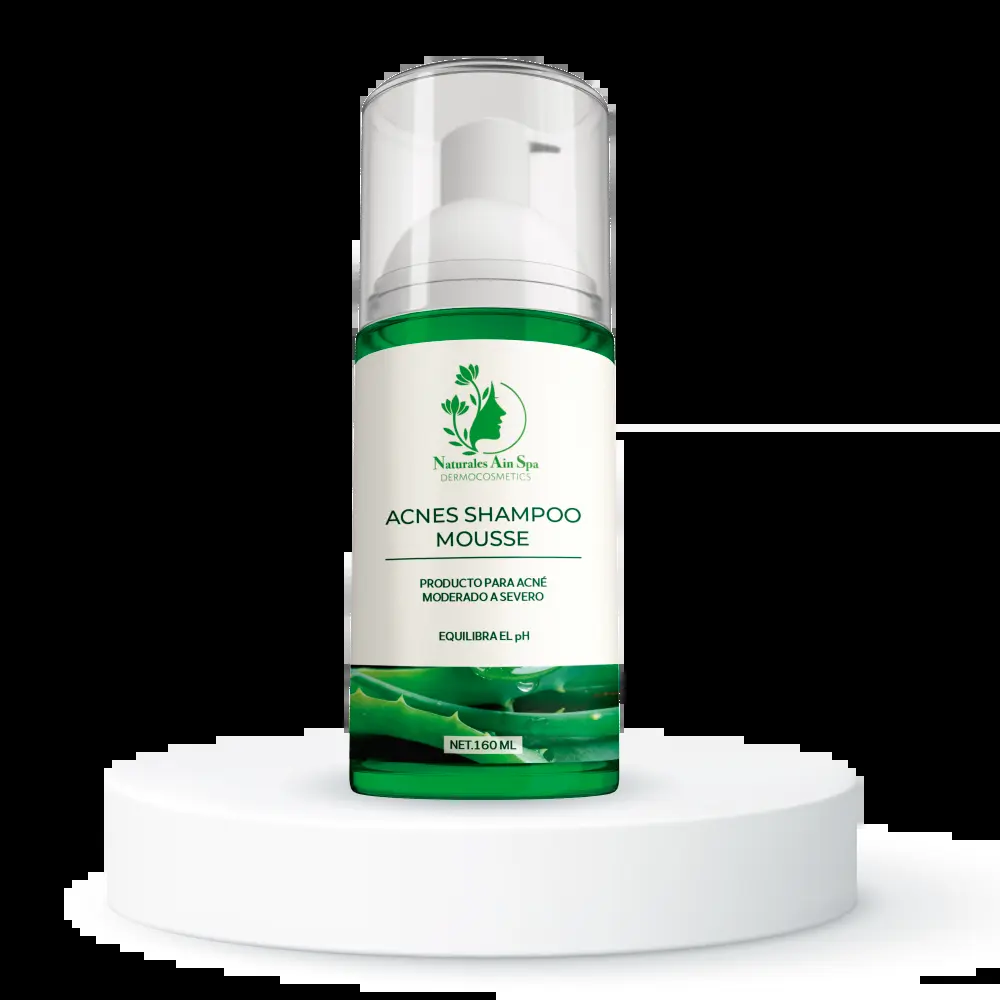 Naturales Ain Spa
DERMOCOSMETICS
ACNES SHAMPOO
MOUSSE
PRODUCTO PARA ACNÉ
MODERADO A SEVERO
EQUILIBRA EL pH
NET.160 ML